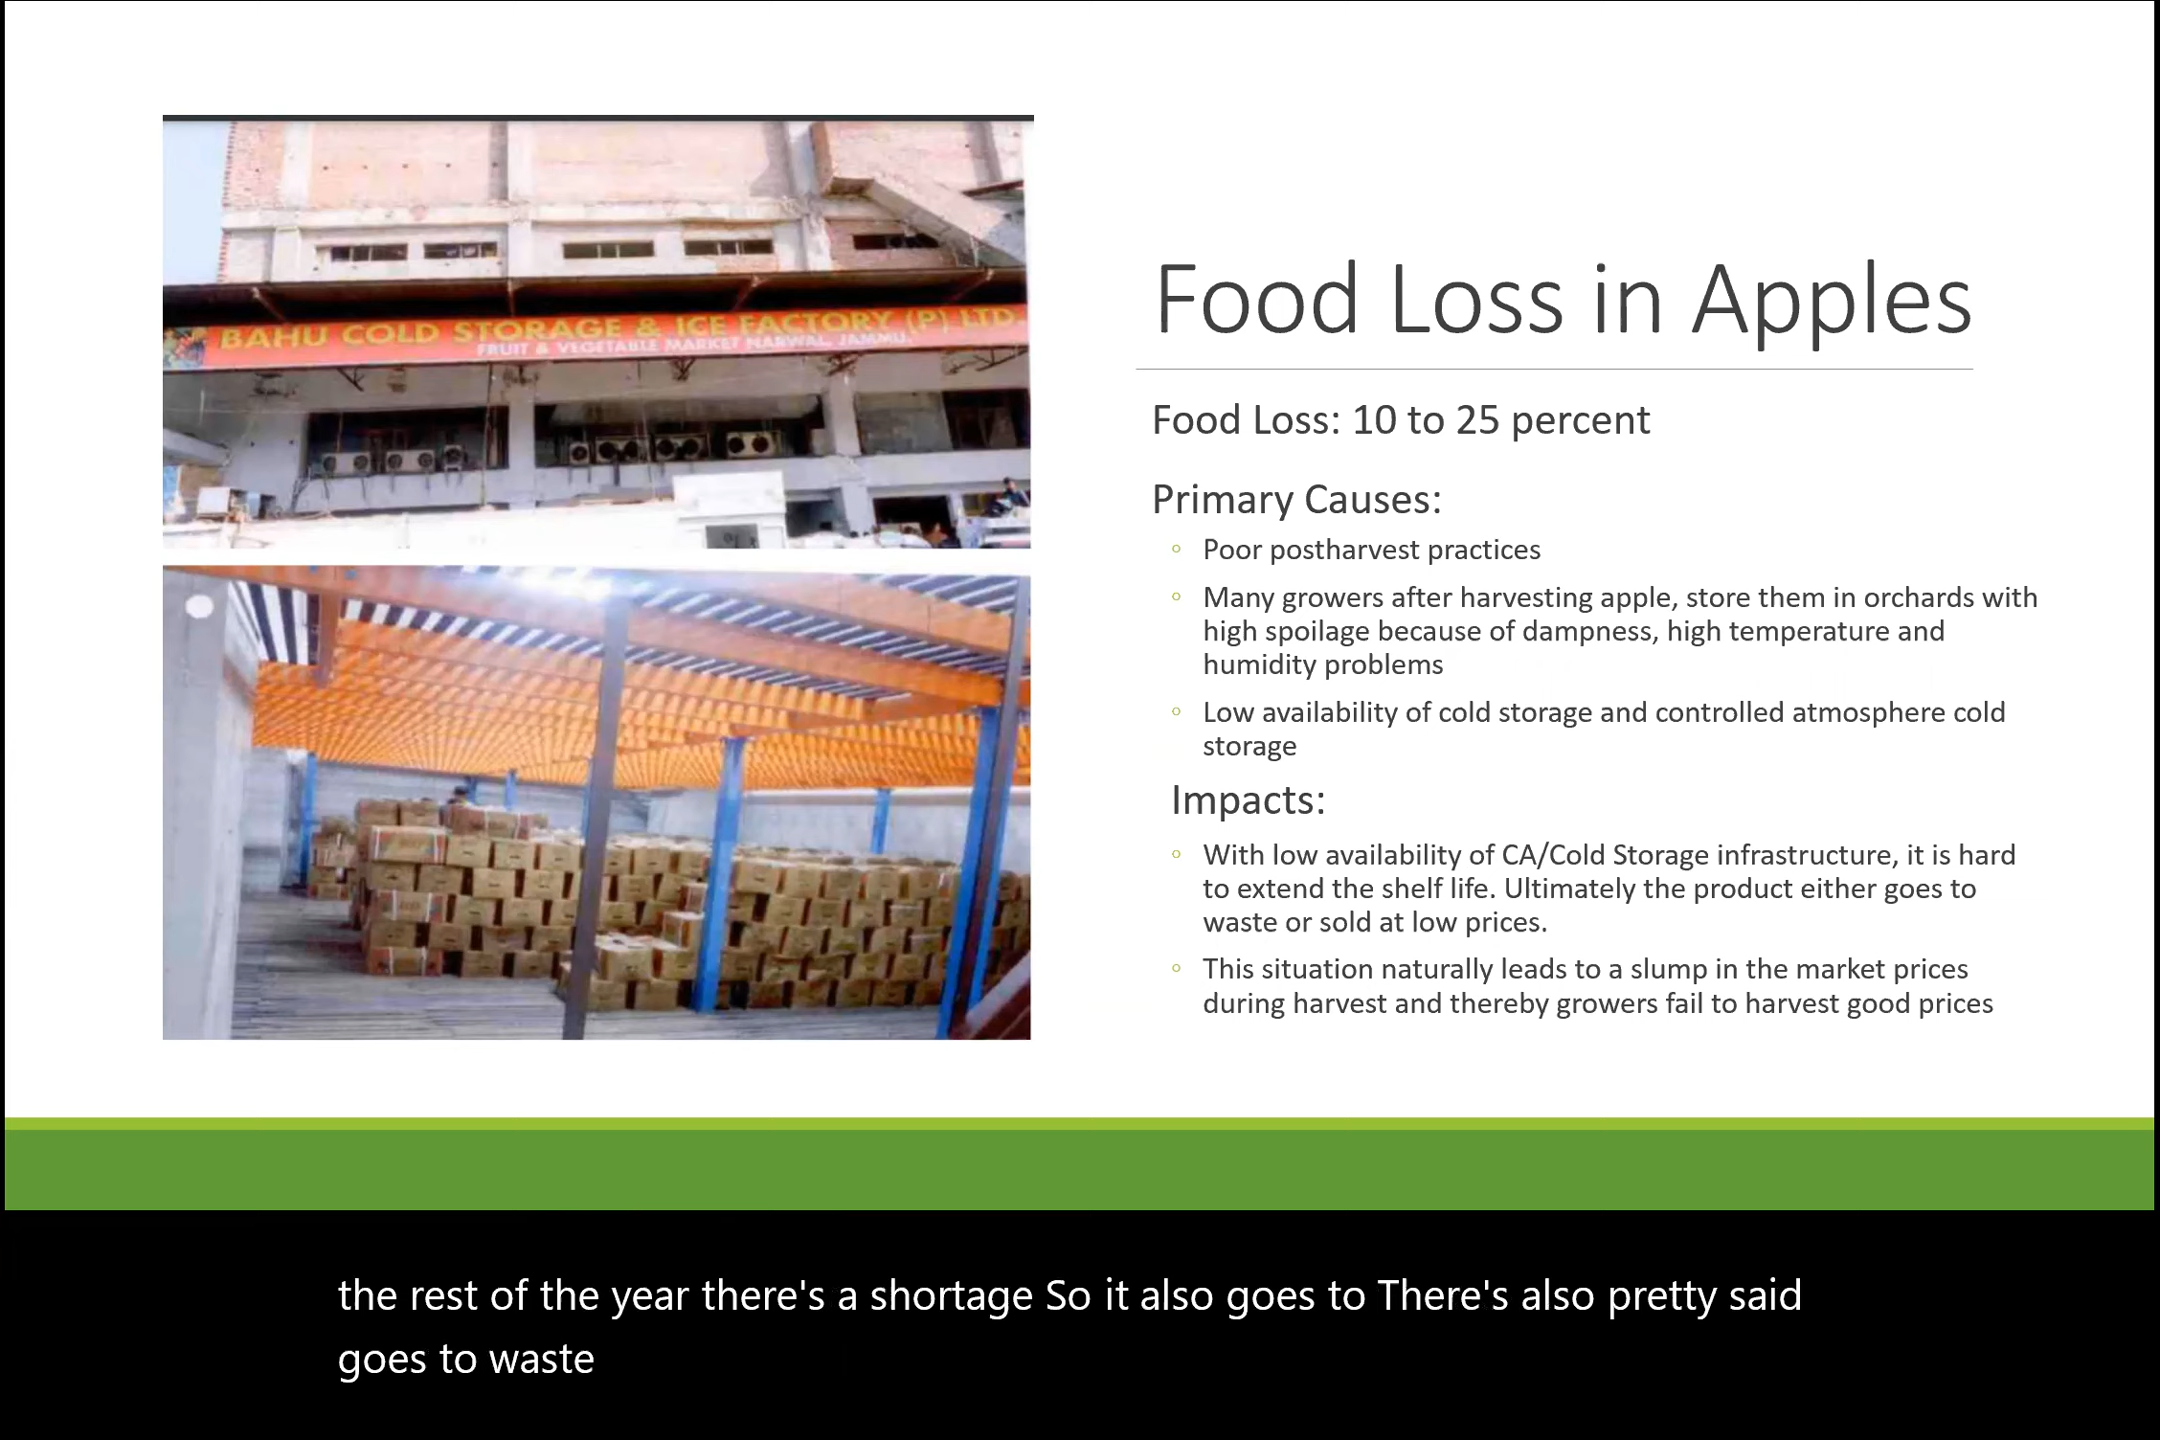 BAHU COLD STORAGE & ICE FACTORY (P) LTD
FRUIT & VEGETABLE MARKET NARWAL, JAMMU.
Food Loss in Apples
Food Loss: 10 to 25 percent
Primary Causes:
◦ Poor postharvest practices
◦ Many growers after harvesting apple, store them in orchards with
high spoilage because of dampness, high temperature and
humidity problems
◦ Low availability of cold storage and controlled atmosphere cold
storage
Impacts:
◦ With low availability of CA/Cold Storage infrastructure, it is hard
to extend the shelf life. Ultimately the product either goes to
waste or sold at low prices.
◦ This situation naturally leads to a slump in the market prices
during harvest and thereby growers fail to harvest good prices
the rest of the year there's a shortage So it also goes to There's also pretty said
goes to waste